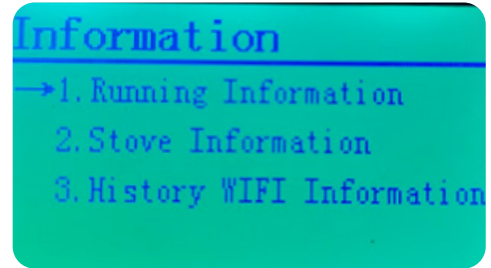 Information
→1.Running Information
2.Stove Information
3.History WIFI Information